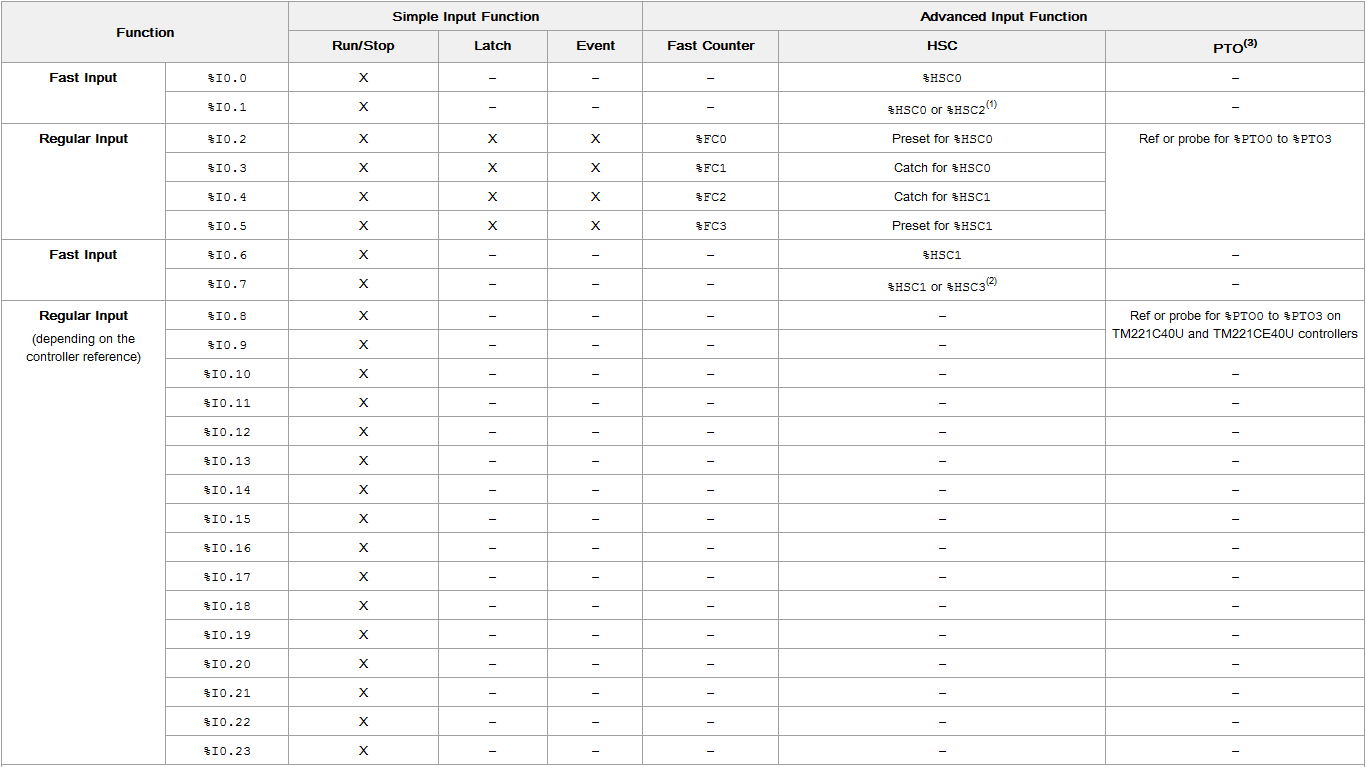 Function Simple Input Function Advanced Input Function
Run/Stop Latch Event Fast Counter HSC PTO(3)
Fast Input %I0.0 X – – – %HSC0 –
%I0.1 X – – – %HSC0 or %HSC2(1) –
Regular Input %I0.2 X X X %FC0 Preset for %HSC0 Ref or probe for %PTO0 to %PTO3
%I0.3 X X X %FC1 Catch for %HSC0
%I0.4 X X X %FC2 Catch for %HSC1
%I0.5 X X X %FC3 Preset for %HSC1
Fast Input %I0.6 X – – – %HSC1 –
%I0.7 X – – – %HSC1 or %HSC3(2) –
Regular Input %I0.8 X – – – – Ref or probe for %PTO0 to %PTO3 on
(depending on the TM221C40U and TM221CE40U controllers
controller reference) %I0.9 X – – – –
%I0.10 X – – – – –
%I0.11 X – – – – –
%I0.12 X – – – – –
%I0.13 X – – – – –
%I0.14 X – – – – –
%I0.15 X – – – – –
%I0.16 X – – – – –
%I0.17 X – – – – –
%I0.18 X – – – – –
%I0.19 X – – – – –
%I0.20 X – – – – –
%I0.21 X – – – – –
%I0.22 X – – – – –
%I0.23 X – – – – –